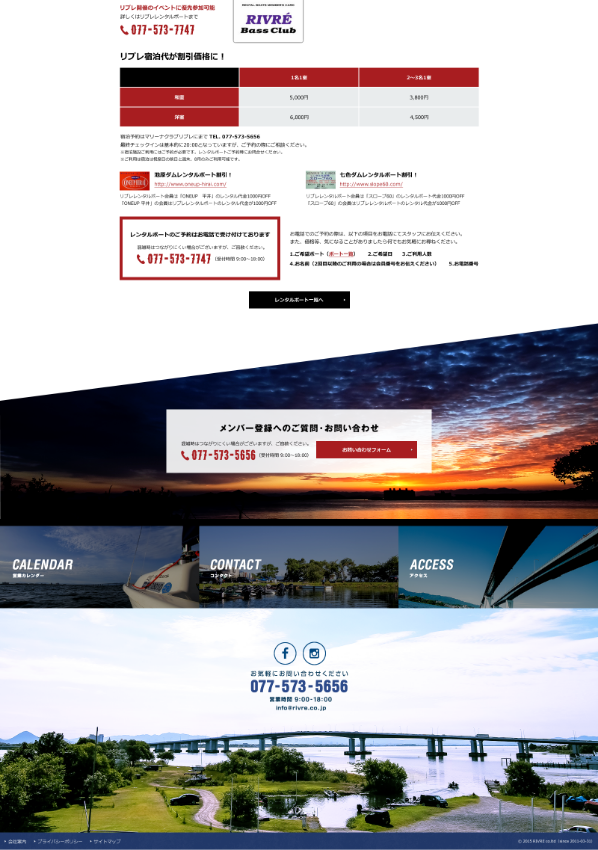 リブレ開催のイベントに優先参加可能
詳しくはリブレレンタルボートまで
077-573-7747
RIVRÉ
Bass Club
リブレ宿泊代が割引価格に！
1名1室
2〜3名1室
和室
5,000円
3,800円
洋室
6,000円
4,500円
宿泊予約はマリーナクラブリブレにまで TEL. 077-573-5656
最終チェックインは基本的に20:00となっていますが、ご予約の際にご相談ください。
池原ダムレンタルボート割引！
http://www.oneup-hirai.com/
七色ダムレンタルボート割引！
http://www.slope60.com/
レンタルボートのご予約はお電話で受け付けております
混雑時はつながりにくい場合がございますが、ご容赦ください。
077-573-7747 （受付時間 9:00〜18:00）
お電話でのご予約の際は、以下の項目をお電話にてスタッフにお伝えください。
また、価格等、気になることがありましたら何でもお気軽にお尋ねください。
1.ご希望ボート（ボート一覧） 2.ご希望日 3.ご利用人数
4.お名前（2回目以降のご利用の場合は会員番号をお伝えください） 5.お電話番号
レンタルボート一覧へ
メンバー登録へのご質問･お問い合わせ
混雑時はつながりにくい場合がございますが、ご容赦ください。
077-573-5656 （受付時間 9:00〜18:00）
お問い合わせフォーム
CALENDAR
営業カレンダー
CONTACT
コンタクト
ACCESS
アクセス
お気軽にお問い合わせください
077-573-5656
営業時間 9:00-18:00
info@rivre.co.jp
会社案内
プライバシーポリシー
サイトマップ